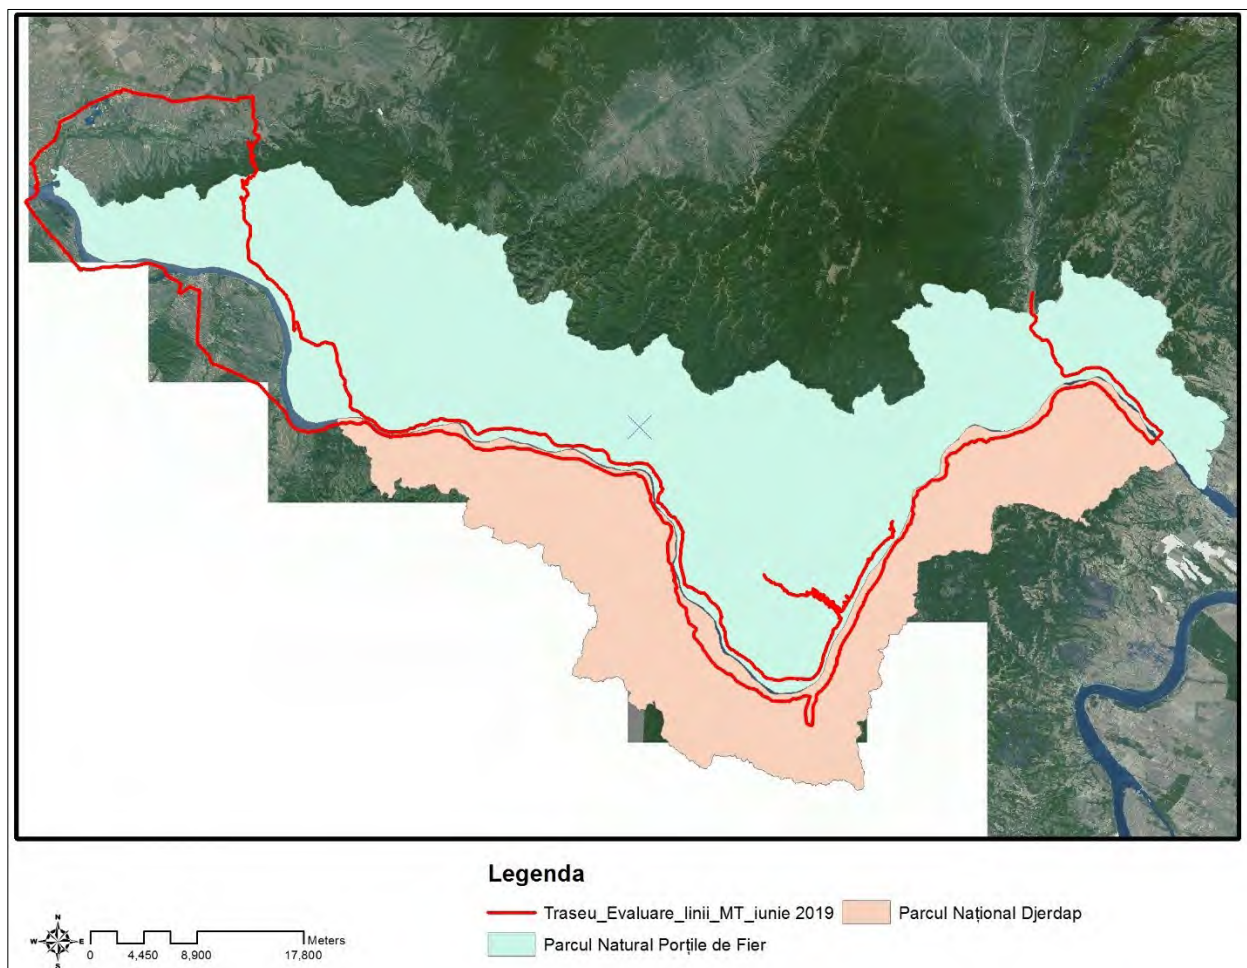 Legenda
Traseu_Evaluare_linii_MT_iunie 2019
Parcul Național Djerdap
Parcul Natural Porțile de Fier
N
W E
S
Meters
0 4,450 8,900 17,800